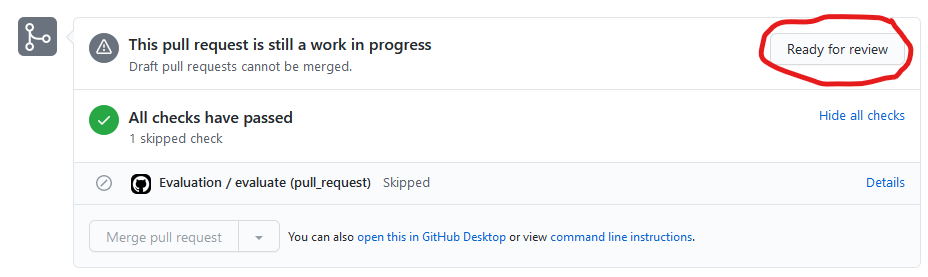 This pull request is still a work in progress
Draft pull requests cannot be merged.
Ready for review
All checks have passed
1 skipped check
Hide all checks
Evaluation / evaluate (pull_request) Skipped
Details
Merge pull request
You can also open this in GitHub Desktop or view command line instructions.